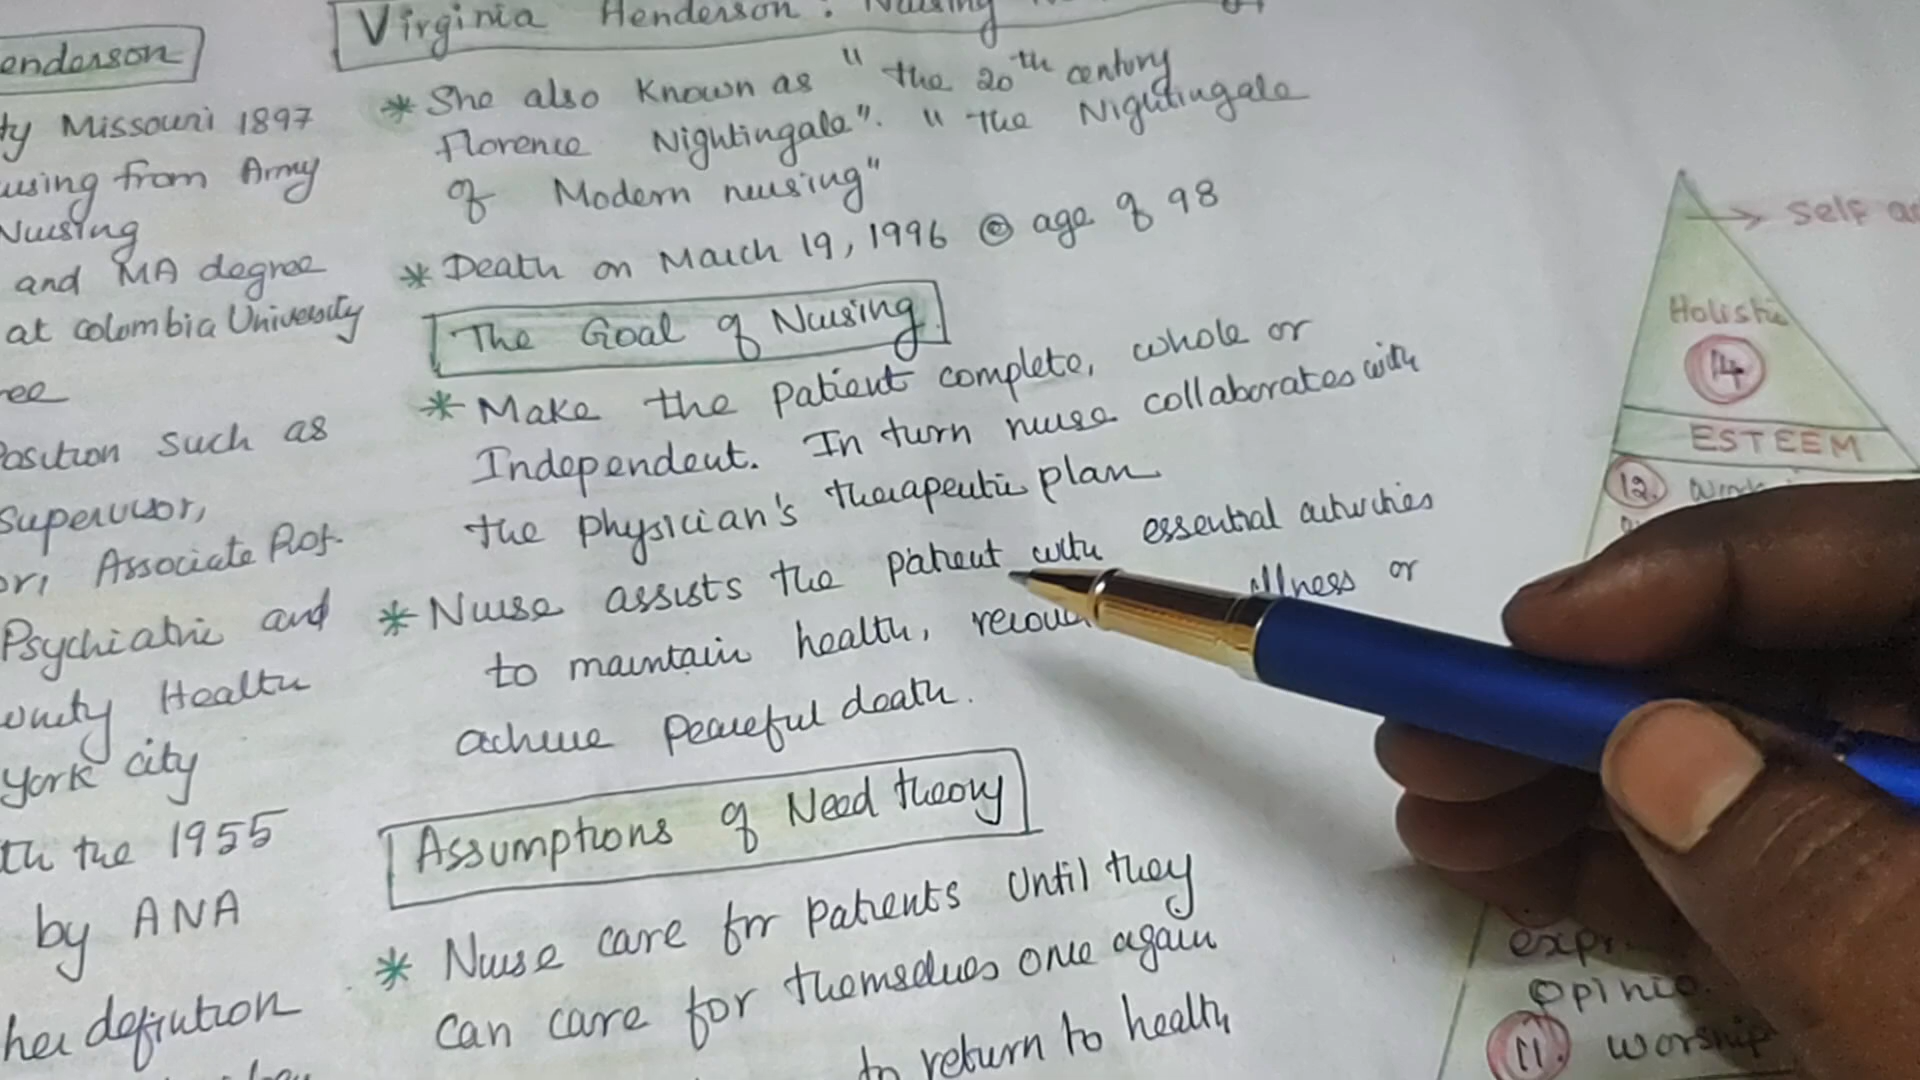 enderson
ty Missouri 1897
using from Army
Nursing
and MA degree
at colombia University
ree
Position such as
Supervisor,
or, Associate Prof.
Psychiatric and
unity Health
York city
th the 1955
by ANA
her definition
Virginia Henderson: Nursing
* She also known as " the 20th century
Florence Nightingale". " The Nightingale
of Modern nursing"
* Death on March 19, 1996 @ age of 98
The Goal of Nursing.
* Make the patient complete, whole or
Independent. In turn nurse collaborates with
the physician's therapeutic plan
* Nurse assists the patient with essential activities
to maintain health, recover illness or
achieve peaceful death.
Assumptions of Need theory
* Nurse care for patients Until they
can care for themselves once again
to return to health
Self
Holistic
14
ESTEEM
12.
expr
opinio
11. worship